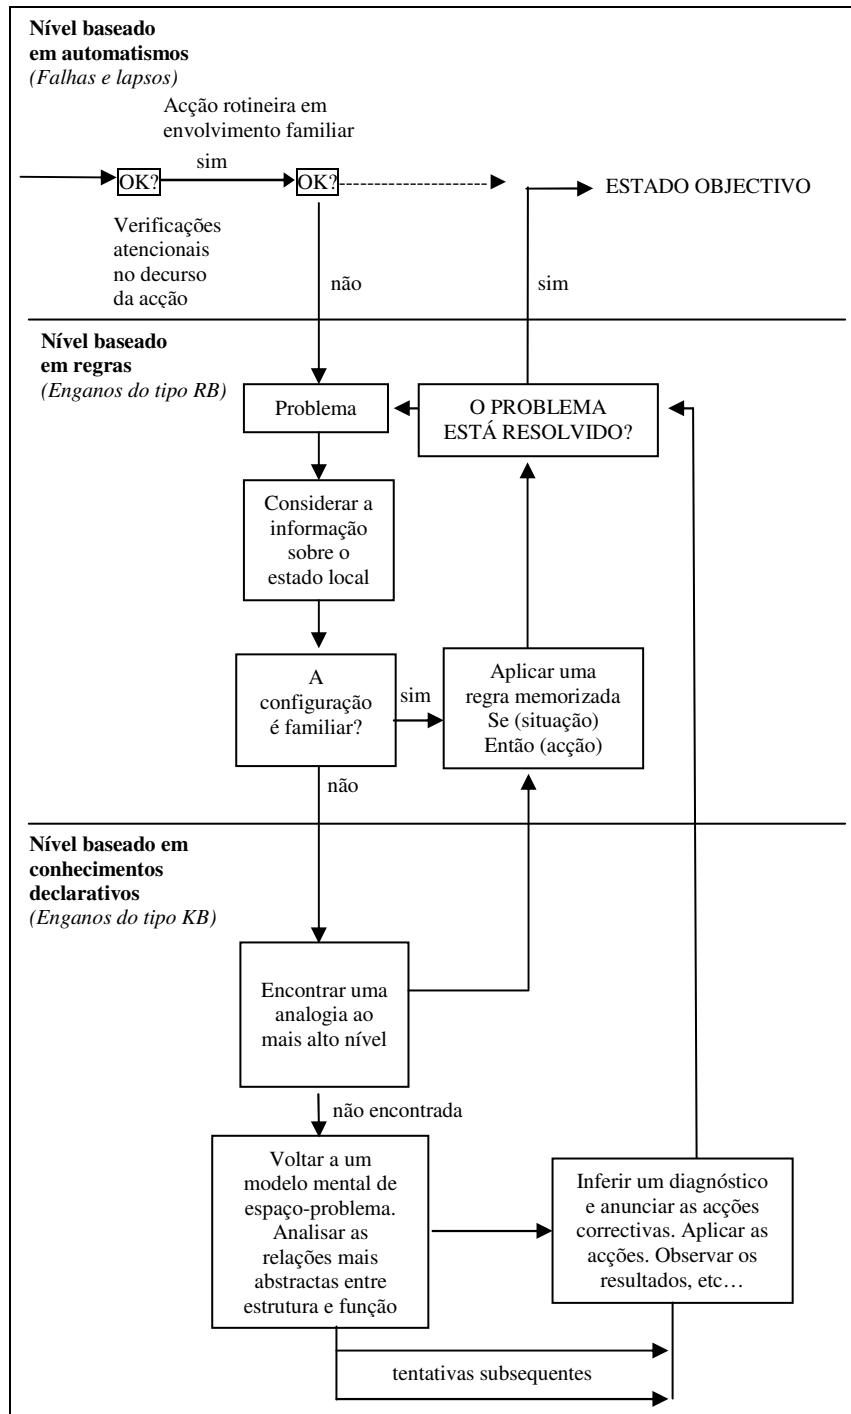 Nível baseado
em automatismos
(Falhas e lapsos)
Acção rotineira em
envolvimento familiar
sim
OK?
OK?
ESTADO OBJECTIVO
Verificações
atencionais
no decurso
da acção
não
sim
Nível baseado
em regras
(Enganos do tipo RB)
Problema
O PROBLEMA
ESTÁ RESOLVIDO?
Considerar a
informação
sobre o
estado local
A
configuração
é familiar?
sim
Aplicar uma
regra memorizada
Se (situação)
Então (acção)
não
Nível baseado em
conhecimentos
declarativos
(Enganos do tipo KB)
Encontrar uma
analogia ao
mais alto nível
não encontrada
Voltar a um
modelo mental de
espaço-problema.
Analisar as
relações mais
abstractas entre
estrutura e função
Inferir um diagnóstico
e anunciar as acções
correctivas. Aplicar as
acções. Observar os
resultados, etc…
tentativas subsequentes